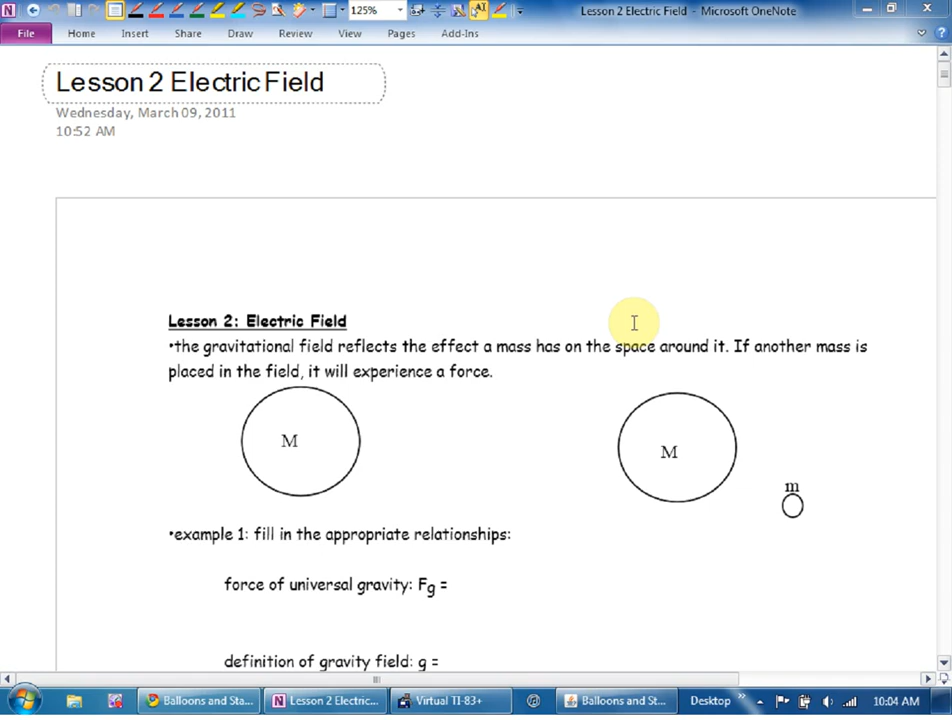 125%
Lesson 2 Electric Field - Microsoft OneNote
File Home Insert Share Draw Review View Pages Add-Ins
Lesson 2 Electric Field
Wednesday, March 09, 2011
10:52 AM
Lesson 2: Electric Field
•the gravitational field reflects the effect a mass has on the space around it. If another mass is
placed in the field, it will experience a force.
M
M
m
•example 1: fill in the appropriate relationships:
force of universal gravity: Fg =
definition of gravity field: g =
Balloons and Sta... Lesson 2 Electric... Virtual TI-83+ Balloons and St... Desktop » 10:04 AM